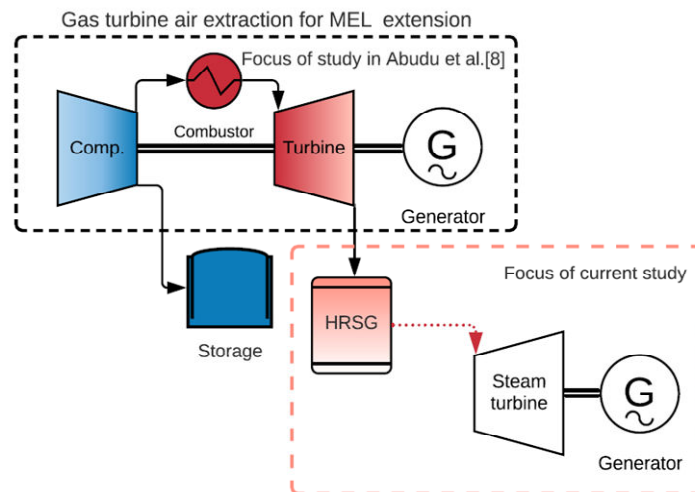 Gas turbine air extraction for MEL extension
Focus of study in Abudu et al.[8]
Comp.
Combustor
Turbine
G
Generator
Storage
Focus of current study
HRSG
Steam
turbine
G
Generator